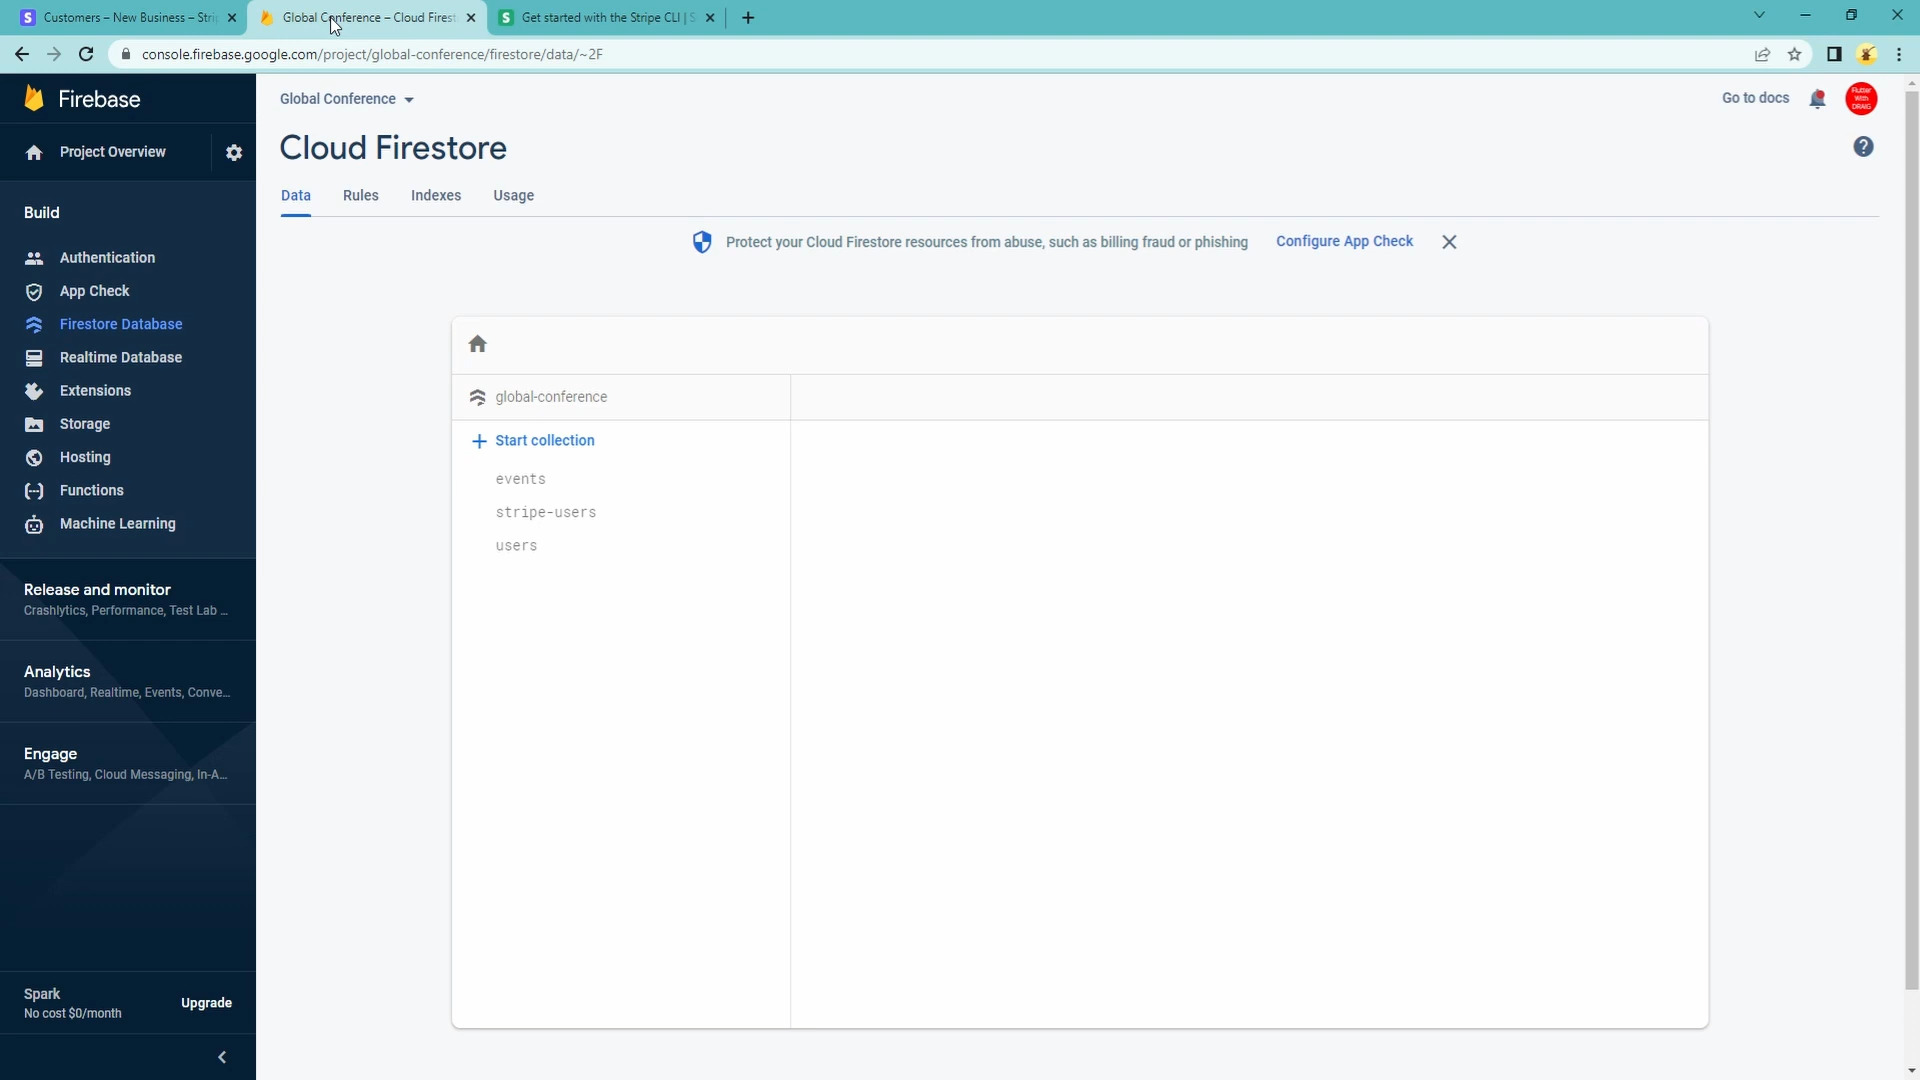 Customers – New Business – Stri
Global Conference – Cloud Firest
Get started with the Stripe CLI | S
console.firebase.google.com/project/global-conference/firestore/data/~2F
Firebase
Project Overview
Build
Authentication
App Check
Firestore Database
Realtime Database
Extensions
Storage
Hosting
Functions
Machine Learning
Release and monitor
Crashlytics, Performance, Test Lab ...
Analytics
Dashboard, Realtime, Events, Conve...
Engage
A/B Testing, Cloud Messaging, In-A...
Spark
No cost $0/month
Upgrade
Global Conference
Go to docs
Flutter
With
DRAIG
Cloud Firestore
Data
Rules
Indexes
Usage
Protect your Cloud Firestore resources from abuse, such as billing fraud or phishing
Configure App Check
global-conference
Start collection
events
stripe-users
users